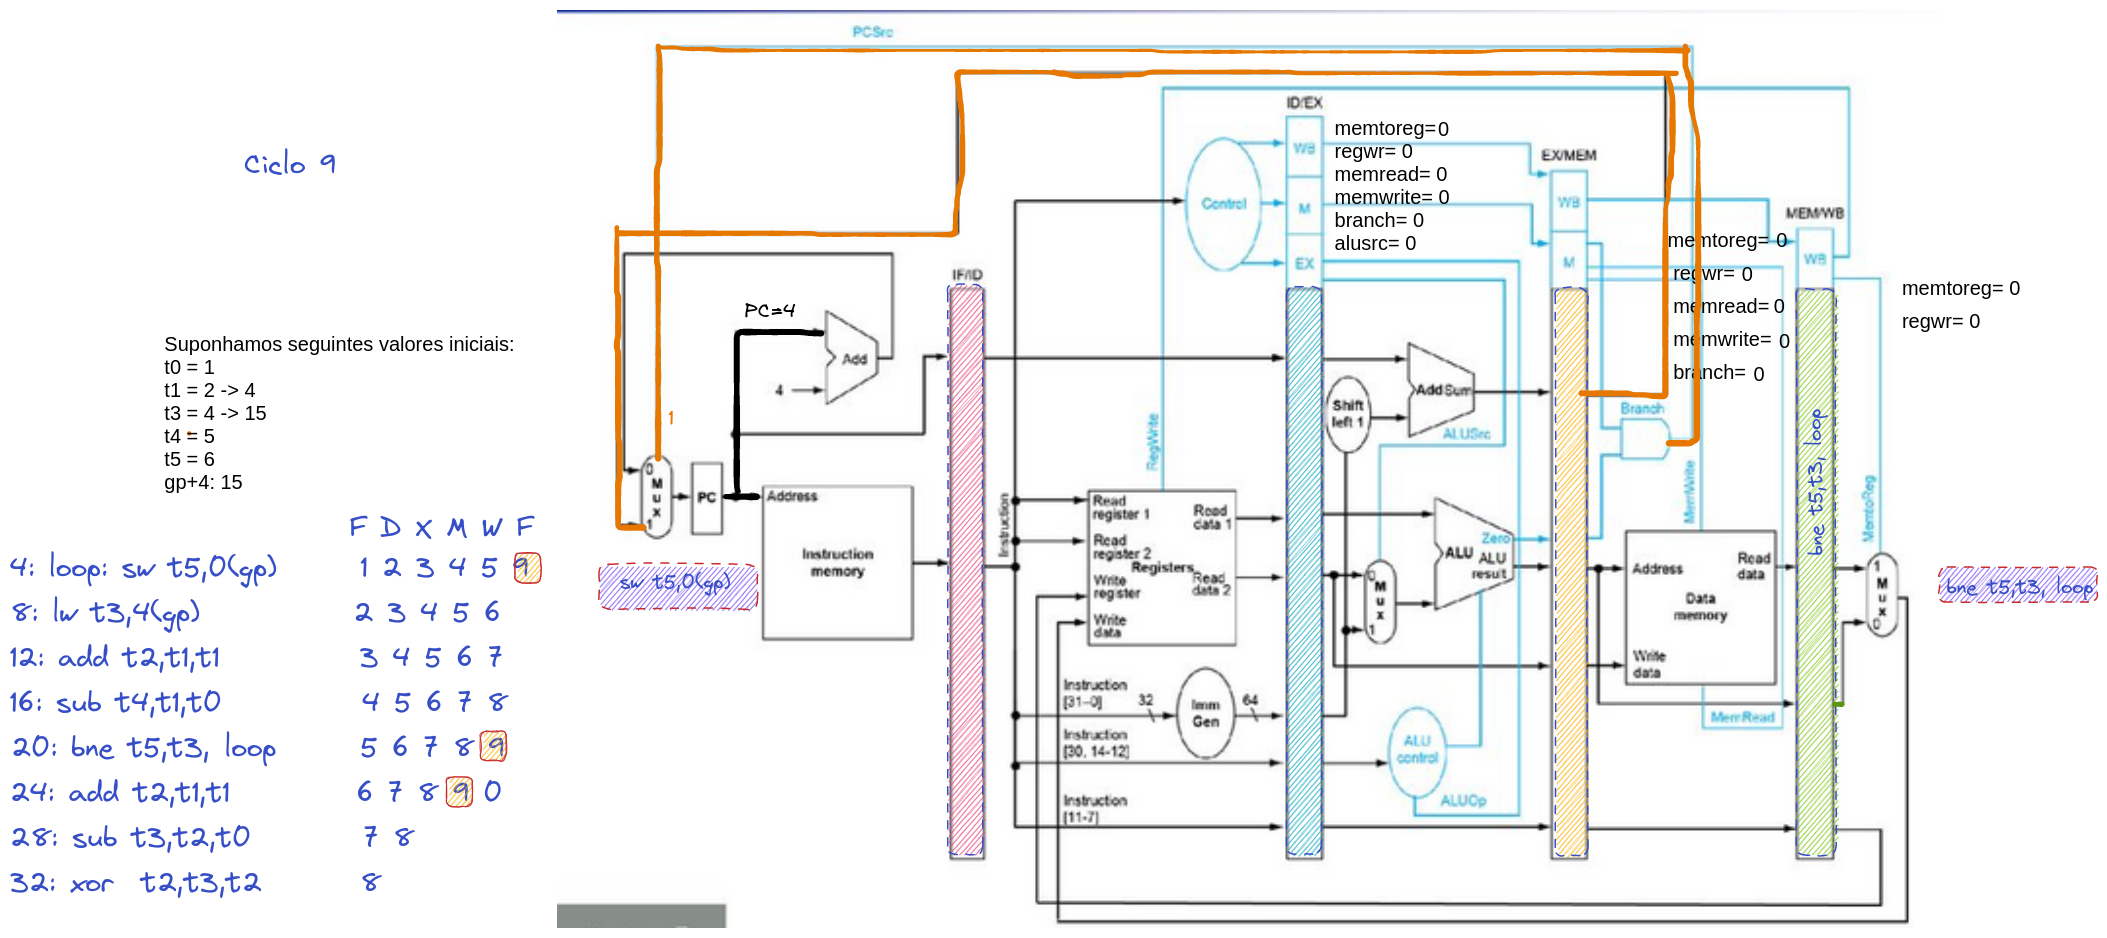 Ciclo 9
Suponhamos seguintes valores iniciais:
t0 = 1
t1 = 2 -> 4
t3 = 4 -> 15
t4 = 5
t5 = 6
gp+4: 15
F D X M W F
4: loop: sw t5,0(gp) 1 2 3 4 5 9
8: lw t3,4(gp) 2 3 4 5 6
12: add t2,t1,t1 3 4 5 6 7
16: sub t4,t1,t0 4 5 6 7 8
20: bne t5,t3, loop 5 6 7 8 9
24: add t2,t1,t1 6 7 8 9 0
28: sub t3,t2,t0 7 8
32: xor t2,t3,t2 8
PCSrc
ID/EX
WB
M
EX
Control
memtoreg=0
regwr= 0
memread= 0
memwrite= 0
branch= 0
alusrc= 0
EX/MEM
WB
M
MEM/WB
WB
memtoreg= 0
regwr= 0
memread= 0
memwrite= 0
branch= 0
memtoreg= 0
regwr= 0
IF/ID
PC=4
Add
4
1
0
M
u
x
1
PC
Address
Instruction
memory
sw t5,0(gp)
Instruction
RegWrite
Read
register 1
Read
register 2
Registers
Write
register
Write
data
Read
data 1
Read
data 2
Instruction
[31-0]
32
Imm
Gen
64
Instruction
[30, 14-12]
Instruction
[11-7]
Shift
left 1
AddSum
ALUSrc
0
M
u
x
1
ALU
Zero
ALU
result
ALU
control
ALUOp
Branch
MemWrite
Address
Read
data
Data
memory
Write
data
MemRead
bne t5,t3, loop
MemtoReg
1
M
u
x
0
bne t5,t3, loop